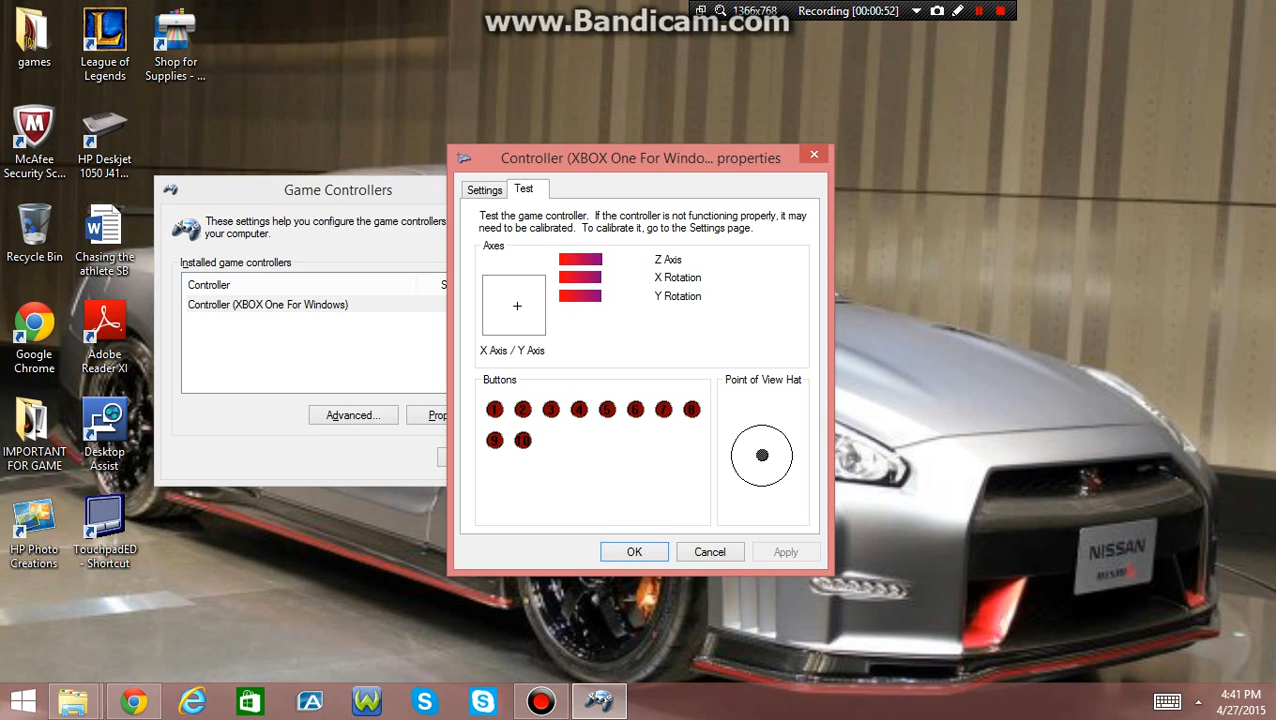 www.Bandicam.com
1366x768
Recording [00:00:52]
games
League of
Legends
Shop for
Supplies - ...
McAfee
Security Sc...
HP Deskjet
1050 J41...
Recycle Bin
Chasing the
athlete SB
Google
Chrome
Adobe
Reader XI
IMPORTANT
FOR GAME
Desktop
Assist
HP Photo
Creations
TouchpadED
- Shortcut
Game Controllers
These settings help you configure the game controllers
your computer.
Installed game controllers
Controller
S
Controller (XBOX One For Windows)
Advanced...
Prop
Controller (XBOX One For Windo... properties
Settings
Test
Test the game controller. If the controller is not functioning properly, it may
need to be calibrated. To calibrate it, go to the Settings page.
Axes
Z Axis
X Rotation
Y Rotation
X Axis / Y Axis
Buttons
1 2 3 4 5 6 7 8
9 10
Point of View Hat
OK
Cancel
Apply
NISSAN
4:41 PM
4/27/2015